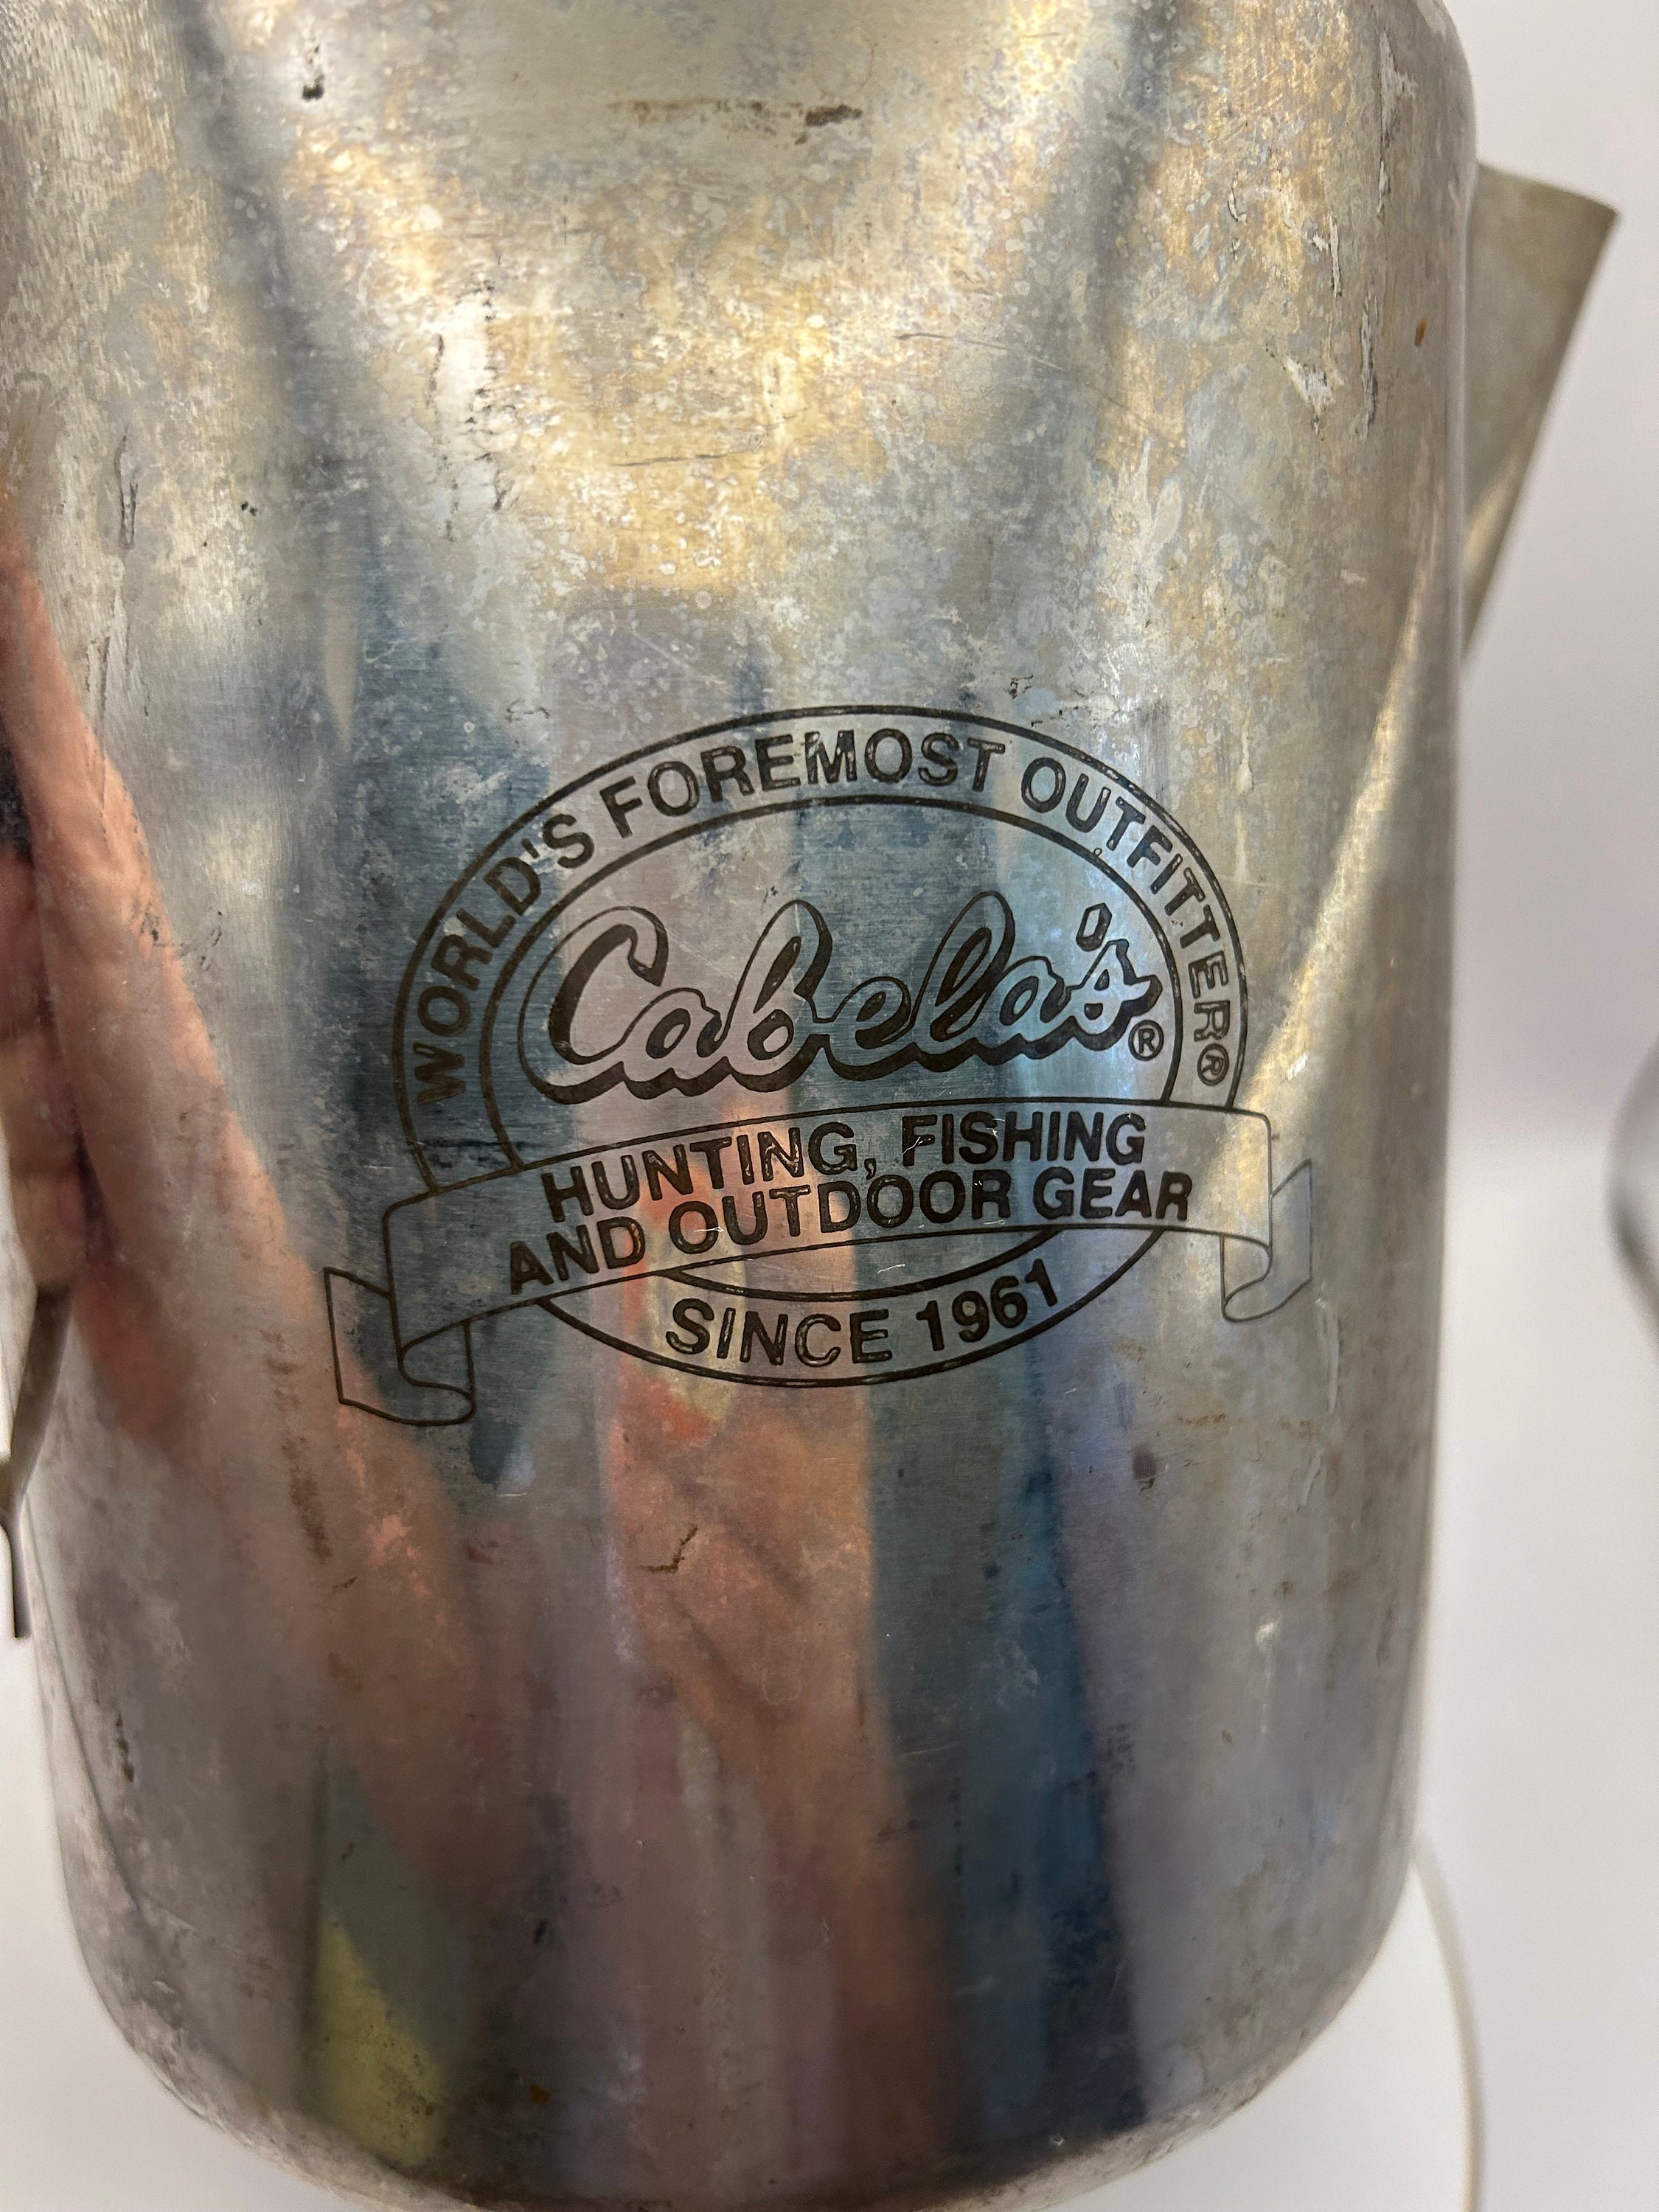 WORLD'S FOREMOST OUTFITTER®
Cabela's®
HUNTING, FISHING
AND OUTDOOR GEAR
SINCE 1961